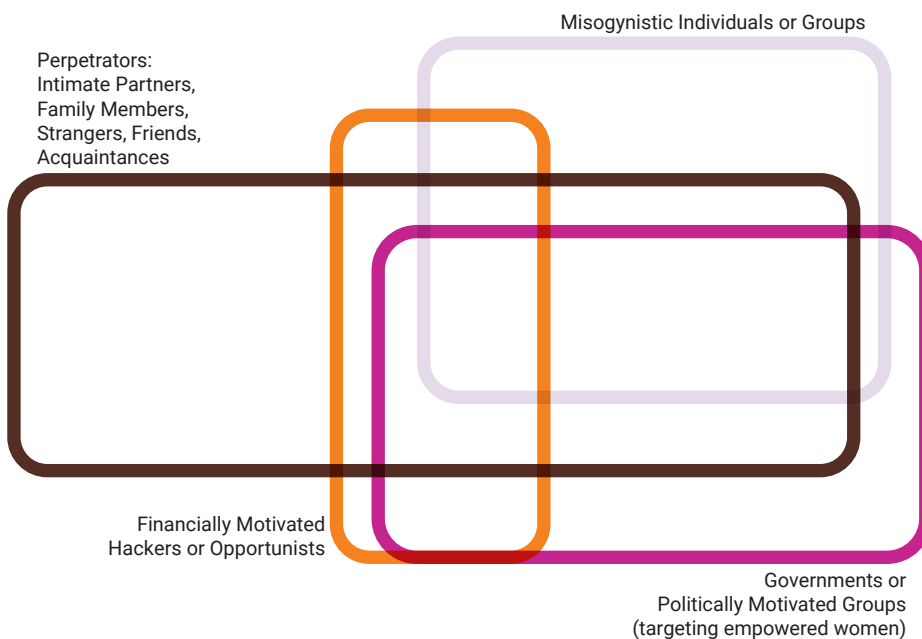 Misogynistic Individuals or Groups
Perpetrators:
Intimate Partners,
Family Members,
Strangers, Friends,
Acquaintances
Financially Motivated
Hackers or Opportunists
Governments or
Politically Motivated Groups
(targeting empowered women)